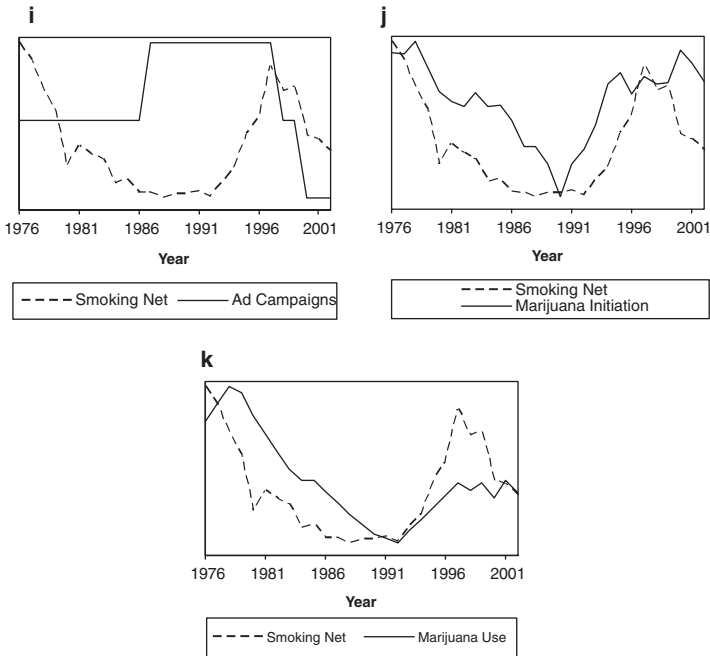 i
1976 1981 1986 1991 1996 2001
Year
Smoking Net Ad Campaigns
j
1976 1981 1986 1991 1996 2001
Year
Smoking Net
Marijuana Initiation
k
1976 1981 1986 1991 1996 2001
Year
Smoking Net Marijuana Use